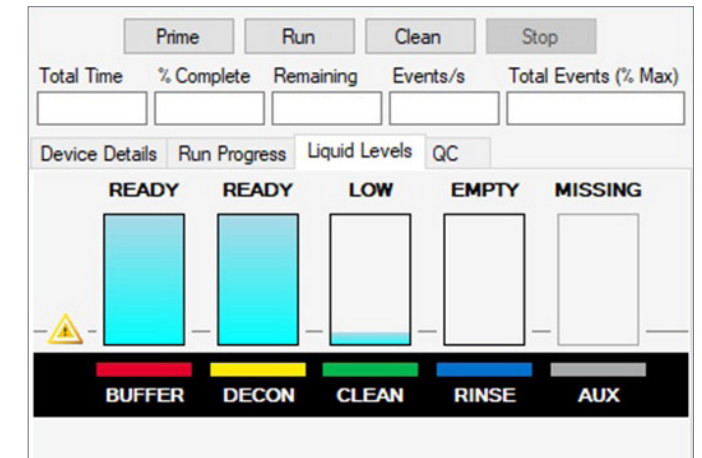 Prime Run Clean Stop
Total Time % Complete Remaining Events/s Total Events (% Max)
Device Details Run Progress Liquid Levels QC
READY READY LOW EMPTY MISSING
BUFFER DECON CLEAN RINSE AUX